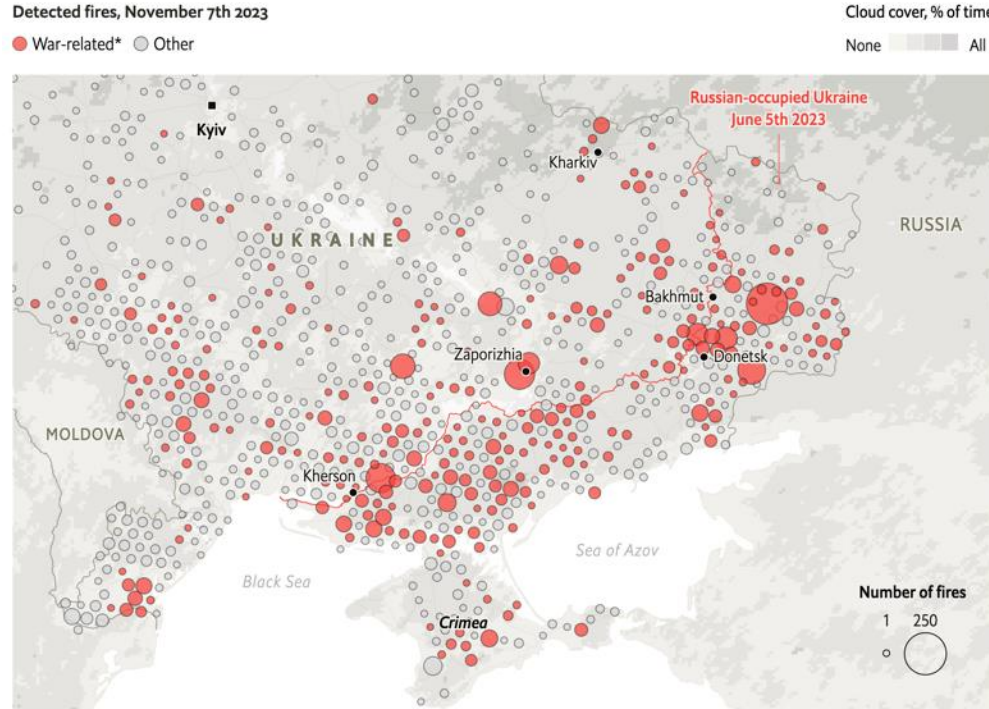 Detected fires, November 7th 2023
Cloud cover, % of time
War-related* Other
None All
Kyiv
Russian-occupied Ukraine
June 5th 2023
Kharkiv
UKRAINE
RUSSIA
Bakhmut
Zaporizhia
Donetsk
MOLDOVA
Kherson
Sea of Azov
Black Sea
Number of fires
1 250
Crimea